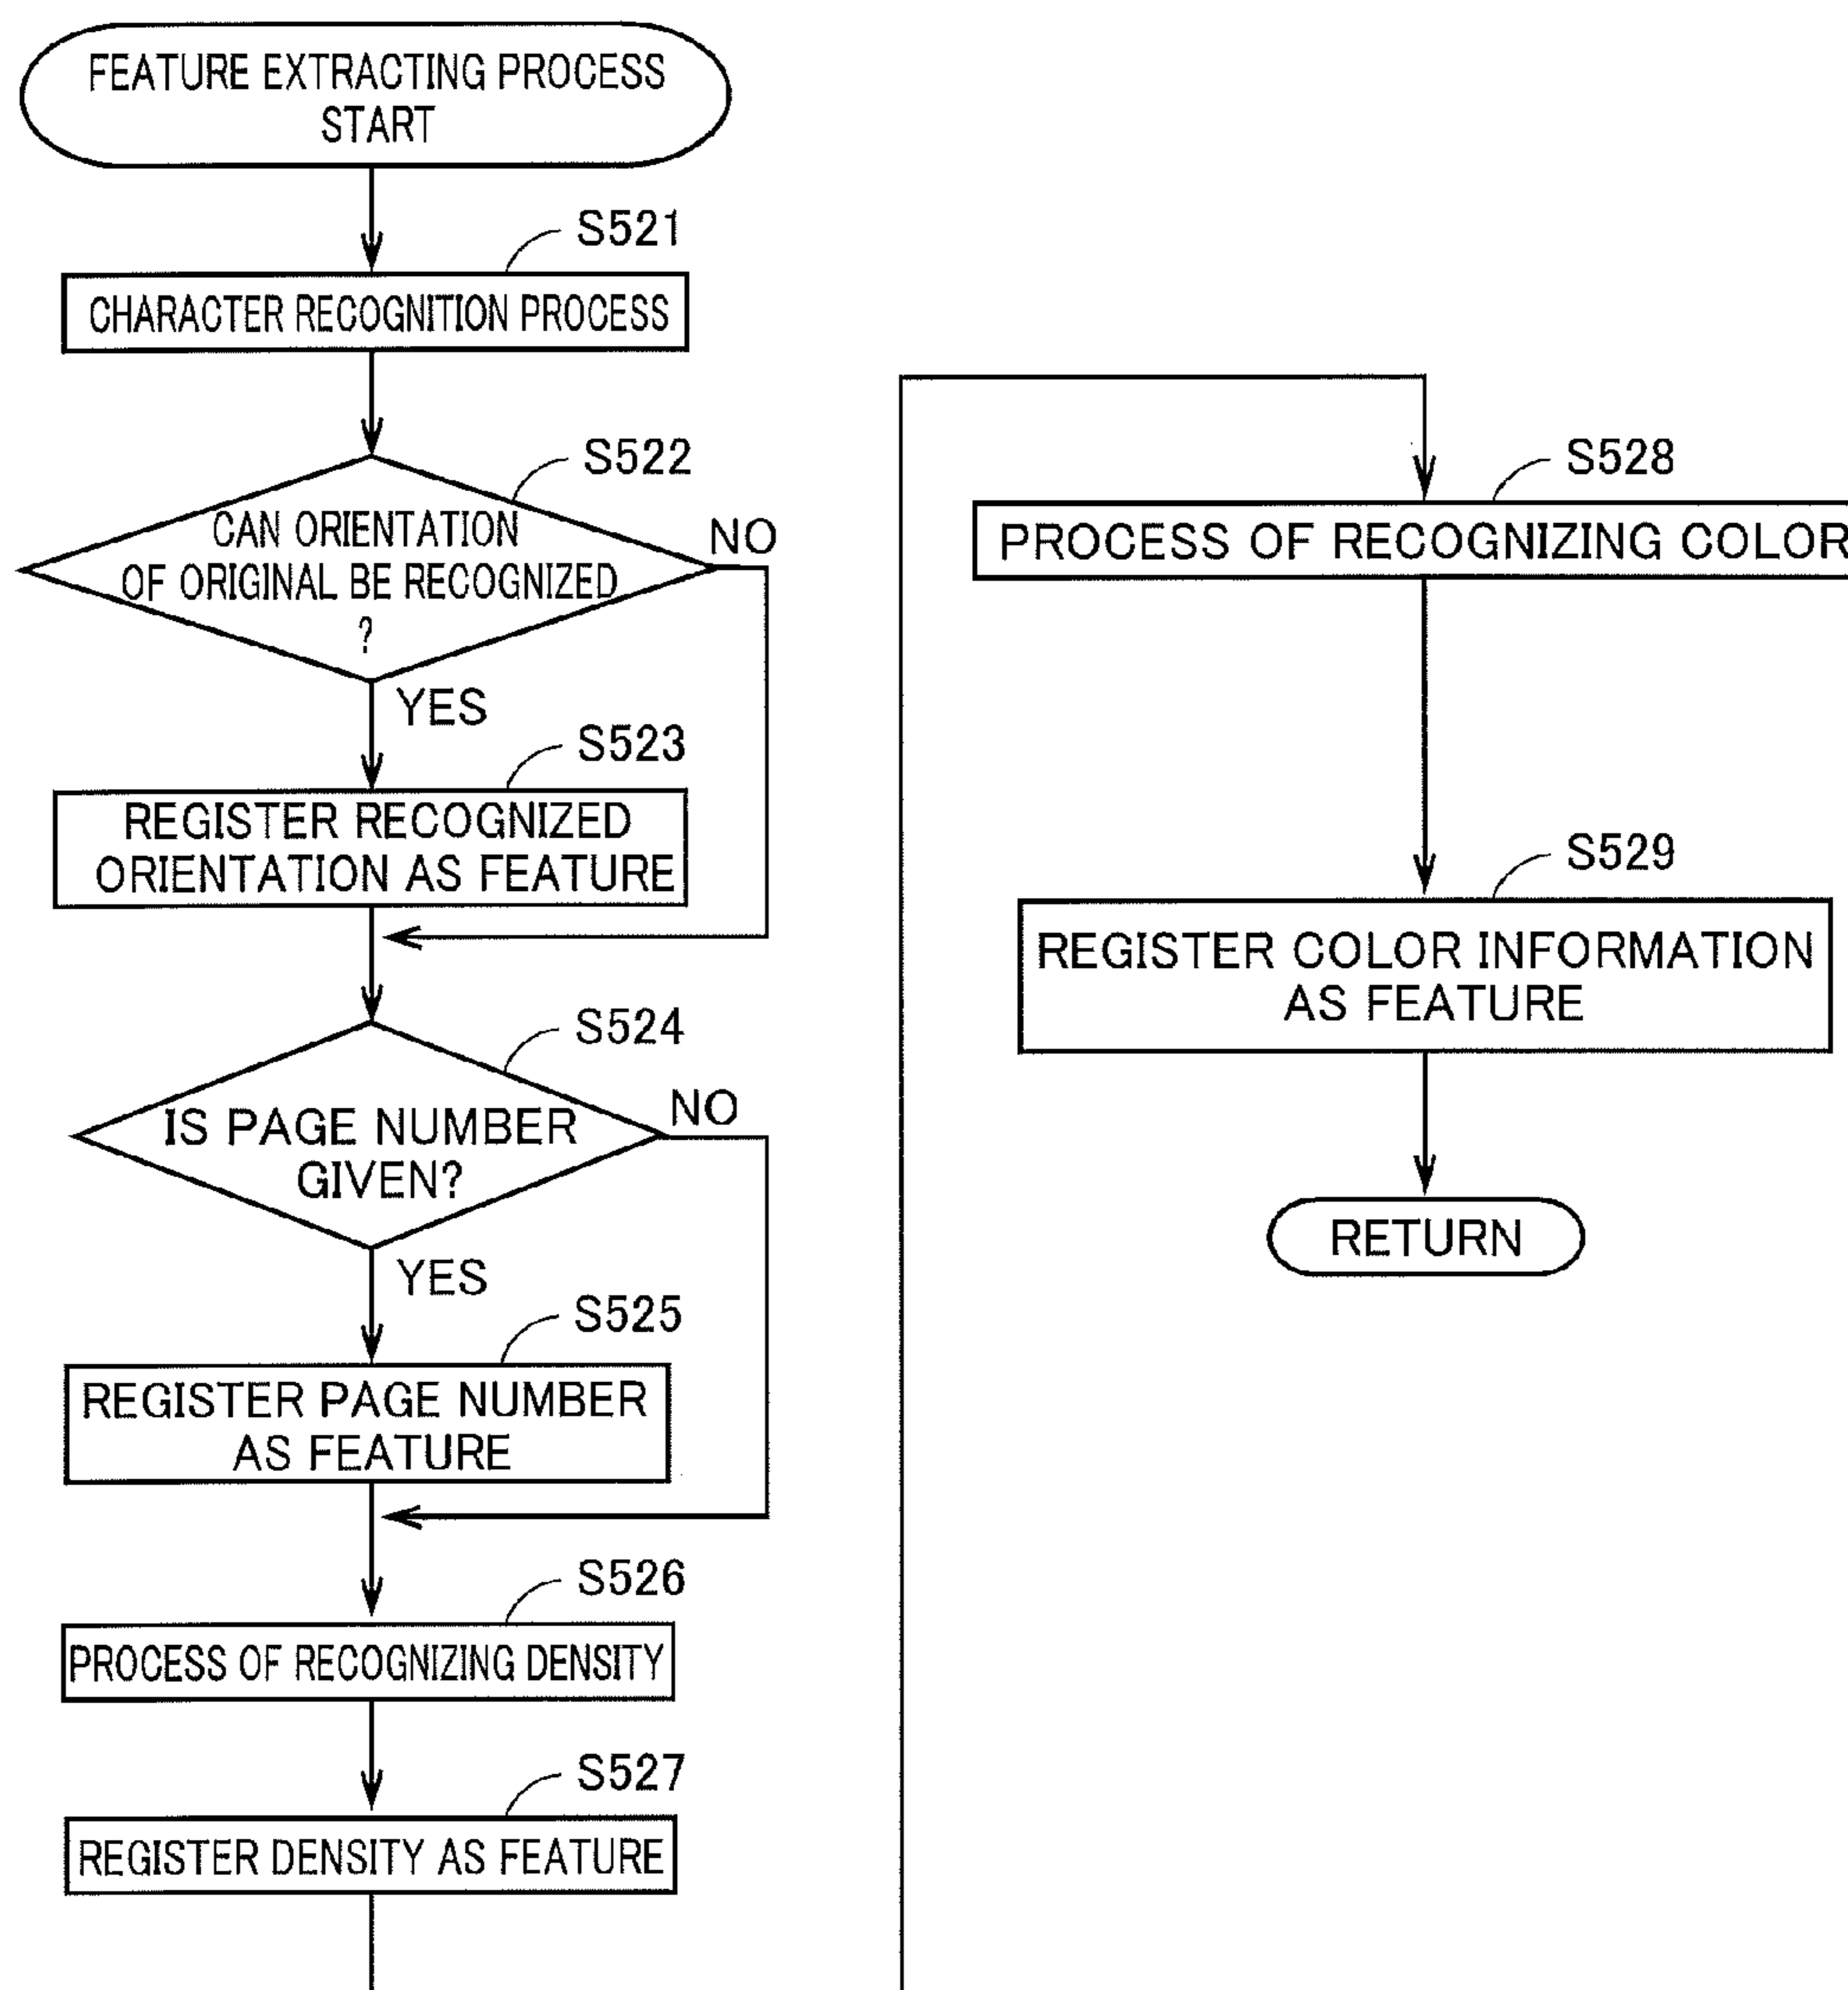 FEATURE EXTRACTING PROCESS
START
S521
CHARACTER RECOGNITION PROCESS
S522
CAN ORIENTATION
OF ORIGINAL BE RECOGNIZED
?
NO
YES
S523
REGISTER RECOGNIZED
ORIENTATION AS FEATURE
S524
IS PAGE NUMBER
GIVEN?
NO
YES
S525
REGISTER PAGE NUMBER
AS FEATURE
S526
PROCESS OF RECOGNIZING DENSITY
S527
REGISTER DENSITY AS FEATURE
S528
PROCESS OF RECOGNIZING COLOR
S529
REGISTER COLOR INFORMATION
AS FEATURE
RETURN